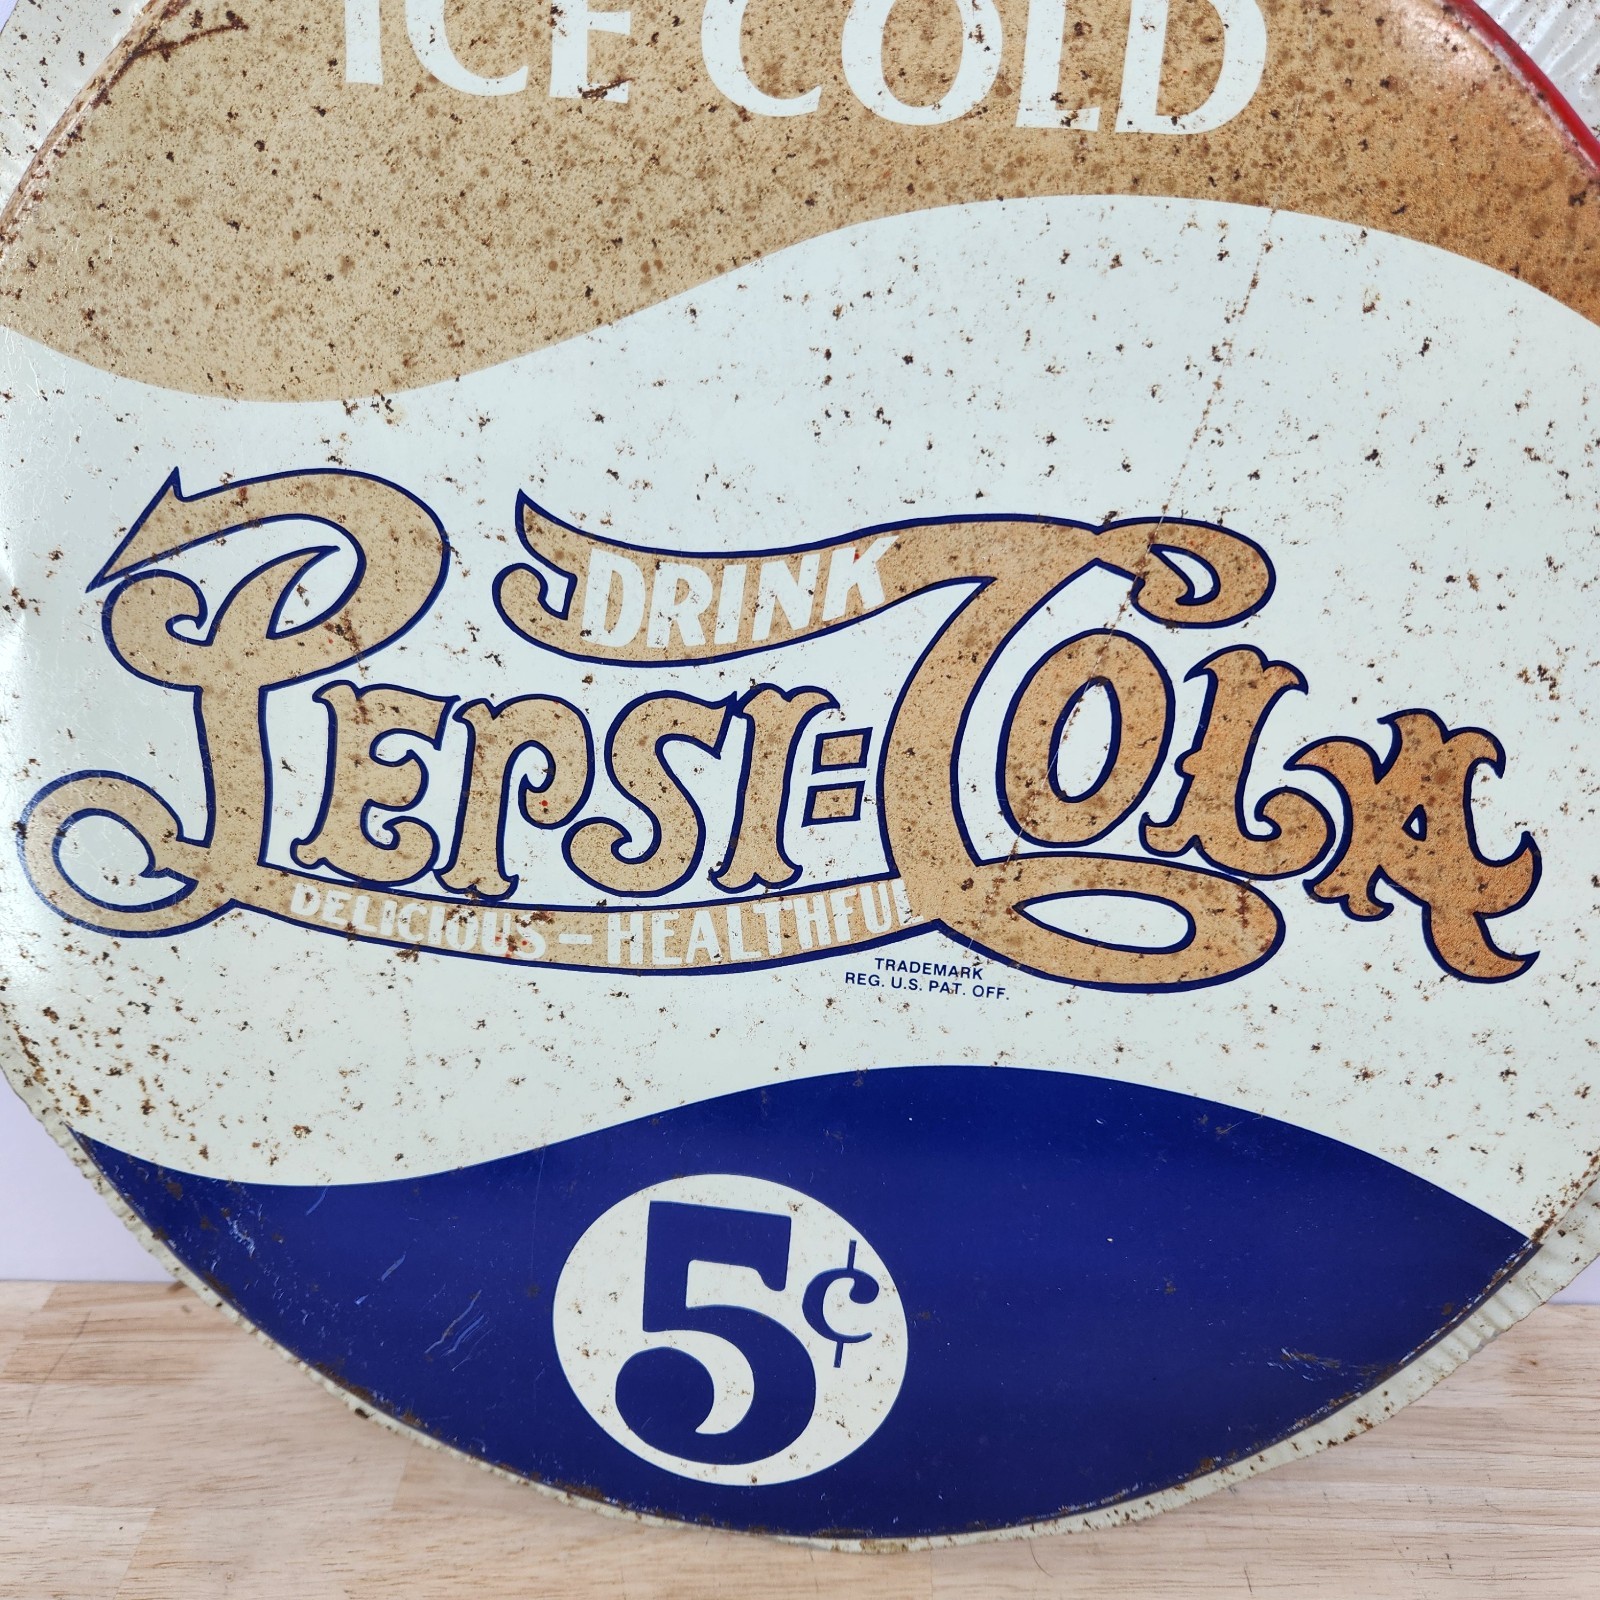 ICE COLD
DRINK
PEPSI=COLA
DELICIOUS - HEALTHFUL
TRADEMARK
REG. U.S. PAT. OFF.
5¢